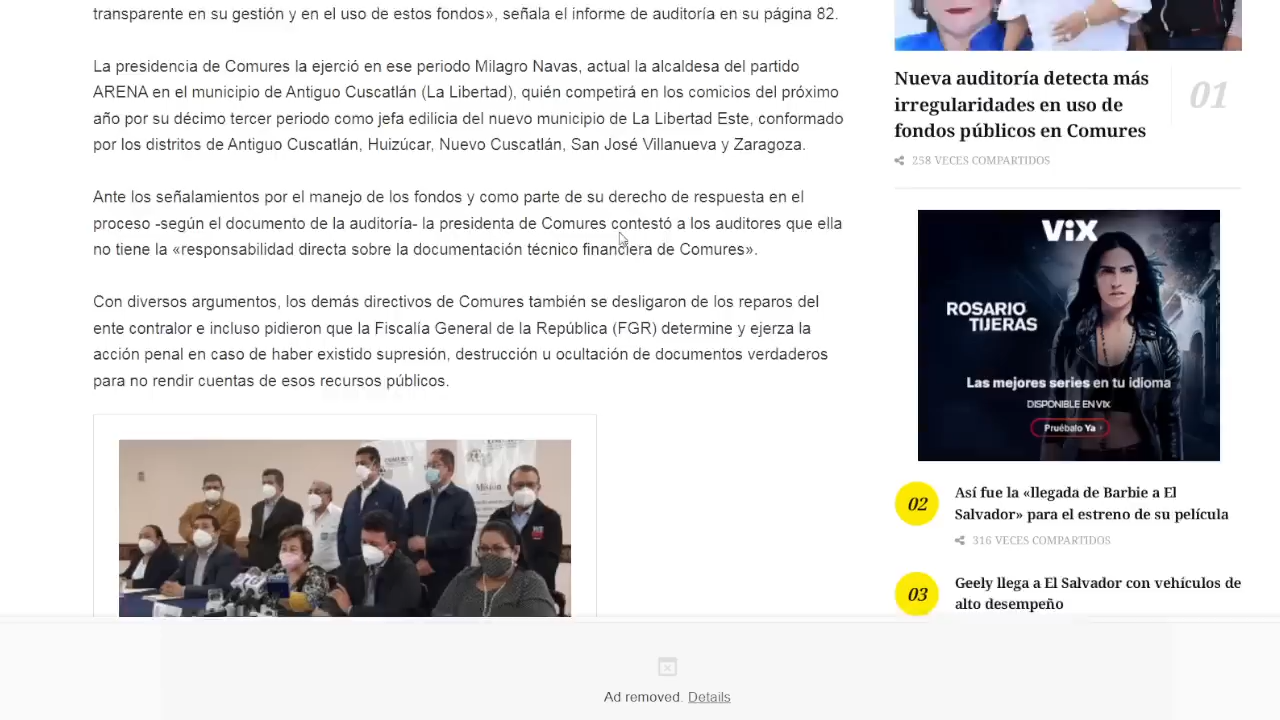 transparente en su gestión y en el uso de estos fondos», señala el informe de auditoría en su página 82.
La presidencia de Comures la ejerció en ese periodo Milagro Navas, actual la alcaldesa del partido
ARENA en el municipio de Antiguo Cuscatlán (La Libertad), quién competirá en los comicios del próximo
año por su décimo tercer periodo como jefa edilicia del nuevo municipio de La Libertad Este, conformado
por los distritos de Antiguo Cuscatlán, Huizúcar, Nuevo Cuscatlán, San José Villanueva y Zaragoza.
Ante los señalamientos por el manejo de los fondos y como parte de su derecho de respuesta en el
proceso -según el documento de la auditoría- la presidenta de Comures contestó a los auditores que ella
no tiene la «responsabilidad directa sobre la documentación técnico financiera de Comures».
Con diversos argumentos, los demás directivos de Comures también se desligaron de los reparos del
ente contralor e incluso pidieron que la Fiscalía General de la República (FGR) determine y ejerza la
acción penal en caso de haber existido supresión, destrucción u ocultación de documentos verdaderos
para no rendir cuentas de esos recursos públicos.
Misión
Nueva auditoría detecta más
irregularidades en uso de
fondos públicos en Comures
01
258 VECES COMPARTIDOS
ViX
ROSARIO
TIJERAS
Las mejores series en tu idioma
DISPONIBLE EN VIX
Pruébalo Ya
02
Así fue la «llegada de Barbie a El
Salvador» para el estreno de su película
316 VECES COMPARTIDOS
03
Geely llega a El Salvador con vehículos de
alto desempeño
Ad removed. Details